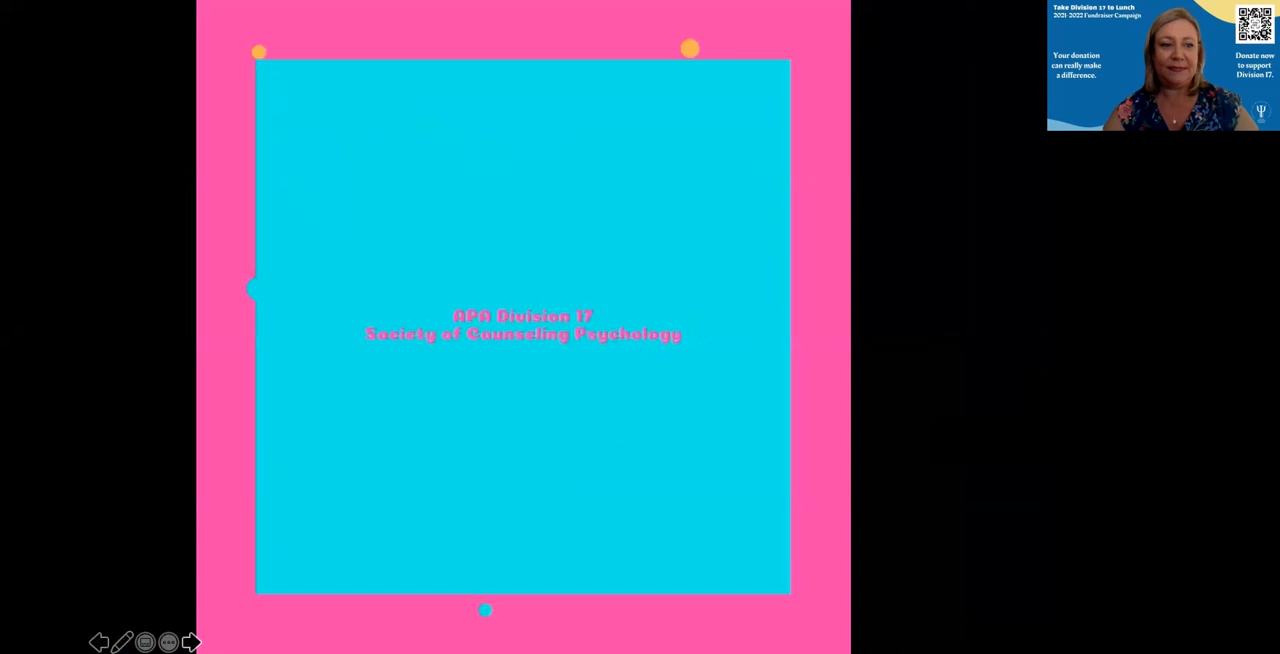 APA Division 17
Society of Counseling Psychology
Take Division 17 to Lunch
2021-2022 Fundraiser Campaign
Your donation
can really make
a difference.
Donate now
to support
Division 17.